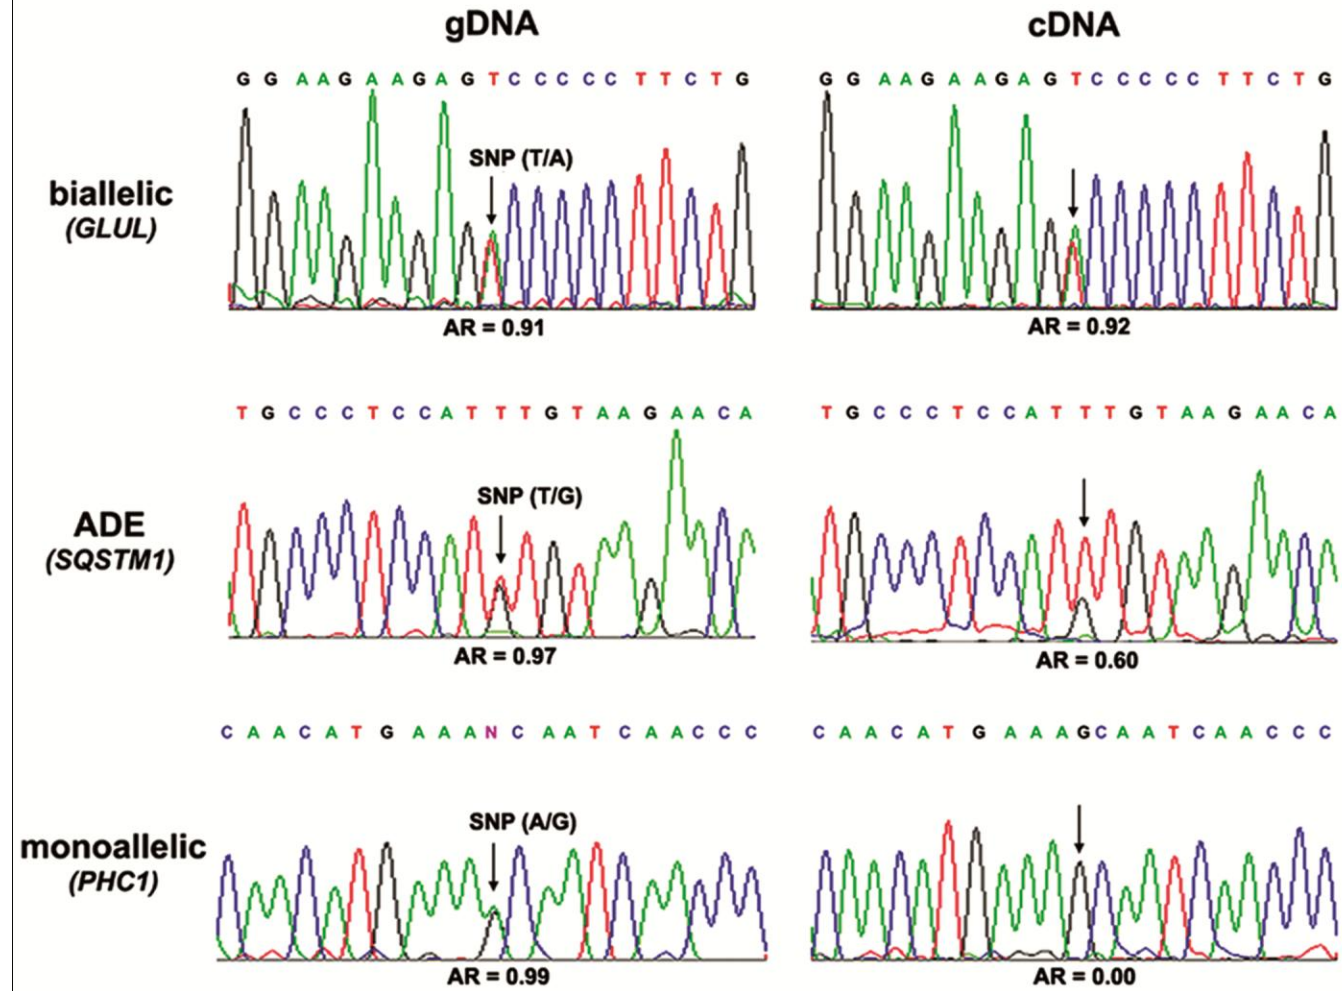 gDNA cDNA
G G A A G A A G A G T C C C C C T T C T G
G G A A G A A G A G T C C C C C T T C T G
SNP (T/A)
biallelic
(GLUL)
AR = 0.91
AR = 0.92
T G C C C T C C A T T T G T A A G A A C A
T G C C C T C C A T T T G T A A G A A C A
SNP (T/G)
ADE
(SQSTM1)
AR = 0.97
AR = 0.60
C A A C A T G A A A N C A A T C A A C C C
C A A C A T G A A A G C A A T C A A C C C
SNP (A/G)
monoallelic
(PHC1)
AR = 0.99
AR = 0.00